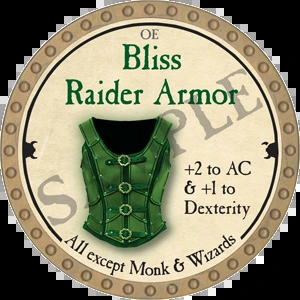 OE
Bliss
Raider Armor
+2 to AC
& +1 to
Dexterity
All except Monk & Wizards
SAMPLE